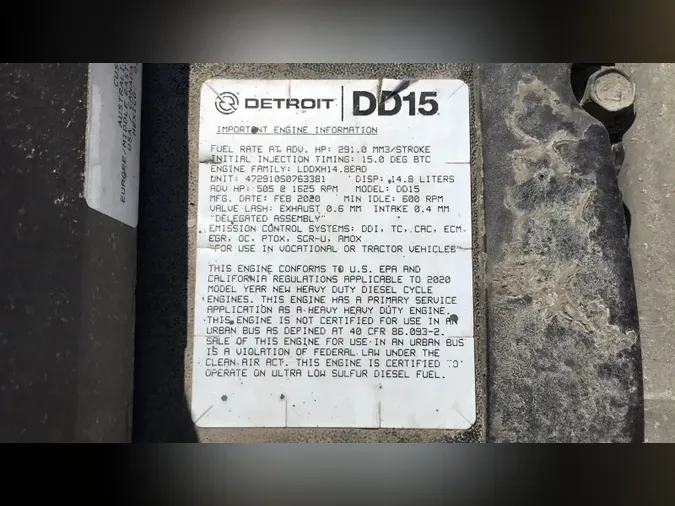 DETROIT DD15
IMPORTANT ENGINE INFORMATION
FUEL RATE AT ADV. HP: 291.0 MM3/STROKE
INITIAL INJECTION TIMING: 15.0 DEG BTC
ENGINE FAMILY: LDDXH14.8EAD
UNIT: 472910S0763381 DISP: 14.8 LITERS
ADV HP: 505 @ 1625 RPM MODEL: DD15
MFG. DATE: FEB 2020 MIN IDLE: 600 RPM
VALVE LASH: EXHAUST 0.6 MM INTAKE 0.4 MM
"DELEGATED ASSEMBLY"
EMISSION CONTROL SYSTEMS: DDI, TC, CAC, ECM,
EGR, OC, PTOX, SCR-U, AMOX
"FOR USE IN VOCATIONAL OR TRACTOR VEHICLES"
THIS ENGINE CONFORMS TO U.S. EPA AND
CALIFORNIA REGULATIONS APPLICABLE TO 2020
MODEL YEAR NEW HEAVY DUTY DIESEL CYCLE
ENGINES. THIS ENGINE HAS A PRIMARY SERVICE
APPLICATION AS A HEAVY HEAVY DUTY ENGINE.
THIS ENGINE IS NOT CERTIFIED FOR USE IN AN
URBAN BUS AS DEFINED AT 40 CFR 86.093-2.
SALE OF THIS ENGINE FOR USE IN AN URBAN BUS
IS A VIOLATION OF FEDERAL LAW UNDER THE
CLEAN AIR ACT. THIS ENGINE IS CERTIFIED TO
OPERATE ON ULTRA LOW SULFUR DIESEL FUEL.